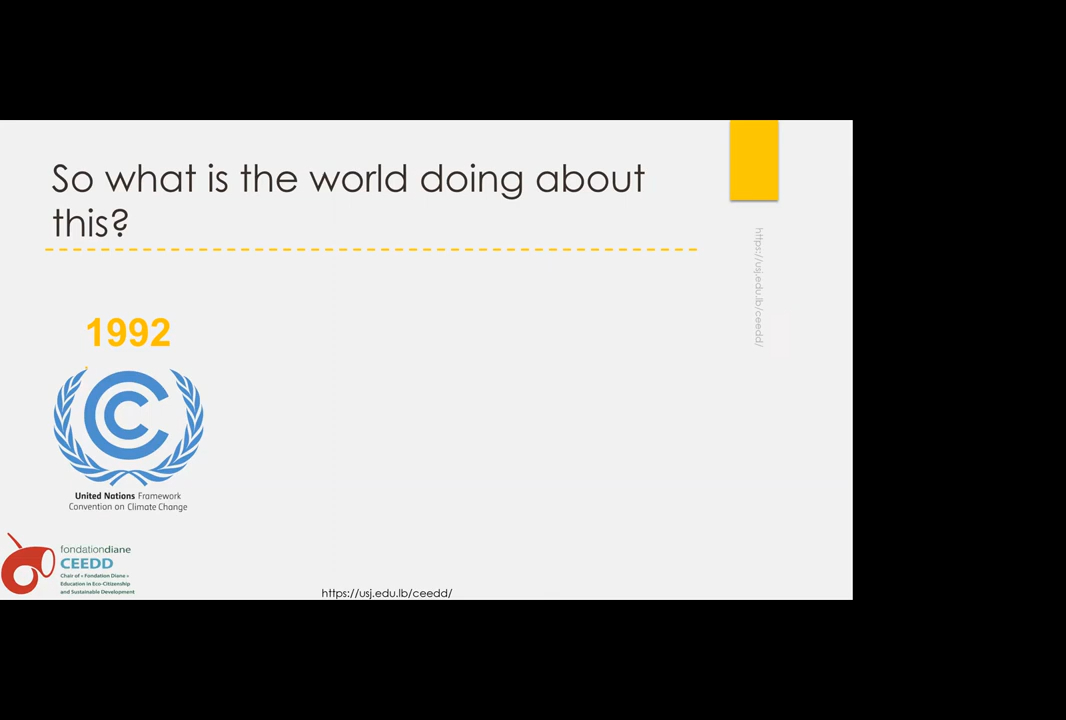 So what is the world doing about
this?
https://usj.edu.lb/ceedd/
1992
United Nations Framework
Convention on Climate Change
fondationdiane
CEEDD
Chair of « Fondation Diane »
Education in Eco-Citizenship
and Sustainable Development
https://usj.edu.lb/ceedd/